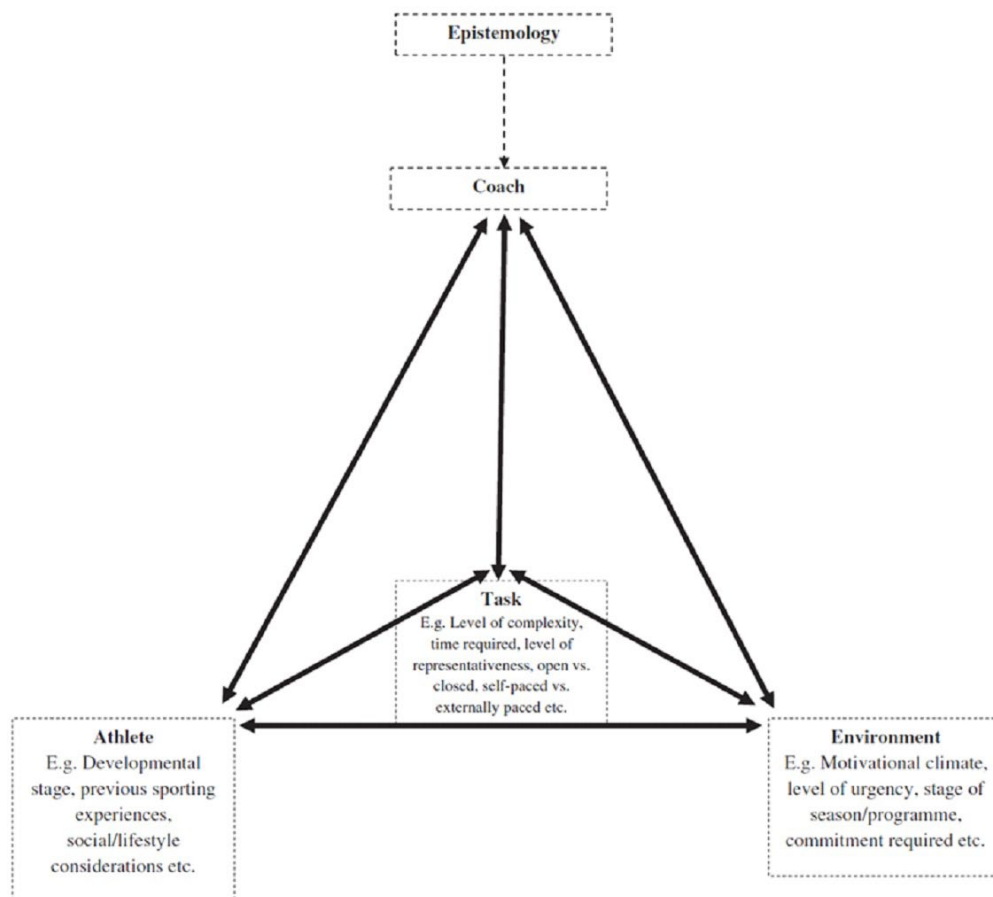 Epistemology
Coach
Task
E.g. Level of complexity,
time required, level of
representativeness, open vs.
closed, self-paced vs.
externally paced etc.
Athlete
E.g. Developmental
stage, previous sporting
experiences,
social/lifestyle
considerations etc.
Environment
E.g. Motivational climate,
level of urgency, stage of
season/programme,
commitment required etc.